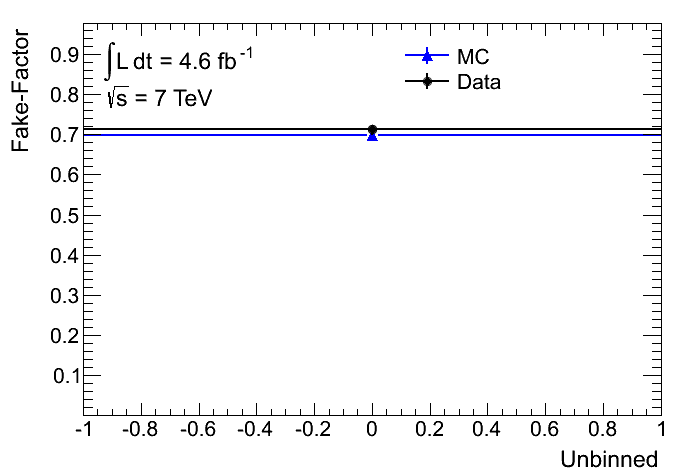 Fake-Factor
∫L dt = 4.6 fb⁻¹
√s = 7 TeV
MC
Data
0.9
0.8
0.7
0.6
0.5
0.4
0.3
0.2
0.1
-1 -0.8 -0.6 -0.4 -0.2 0 0.2 0.4 0.6 0.8 1
Unbinned